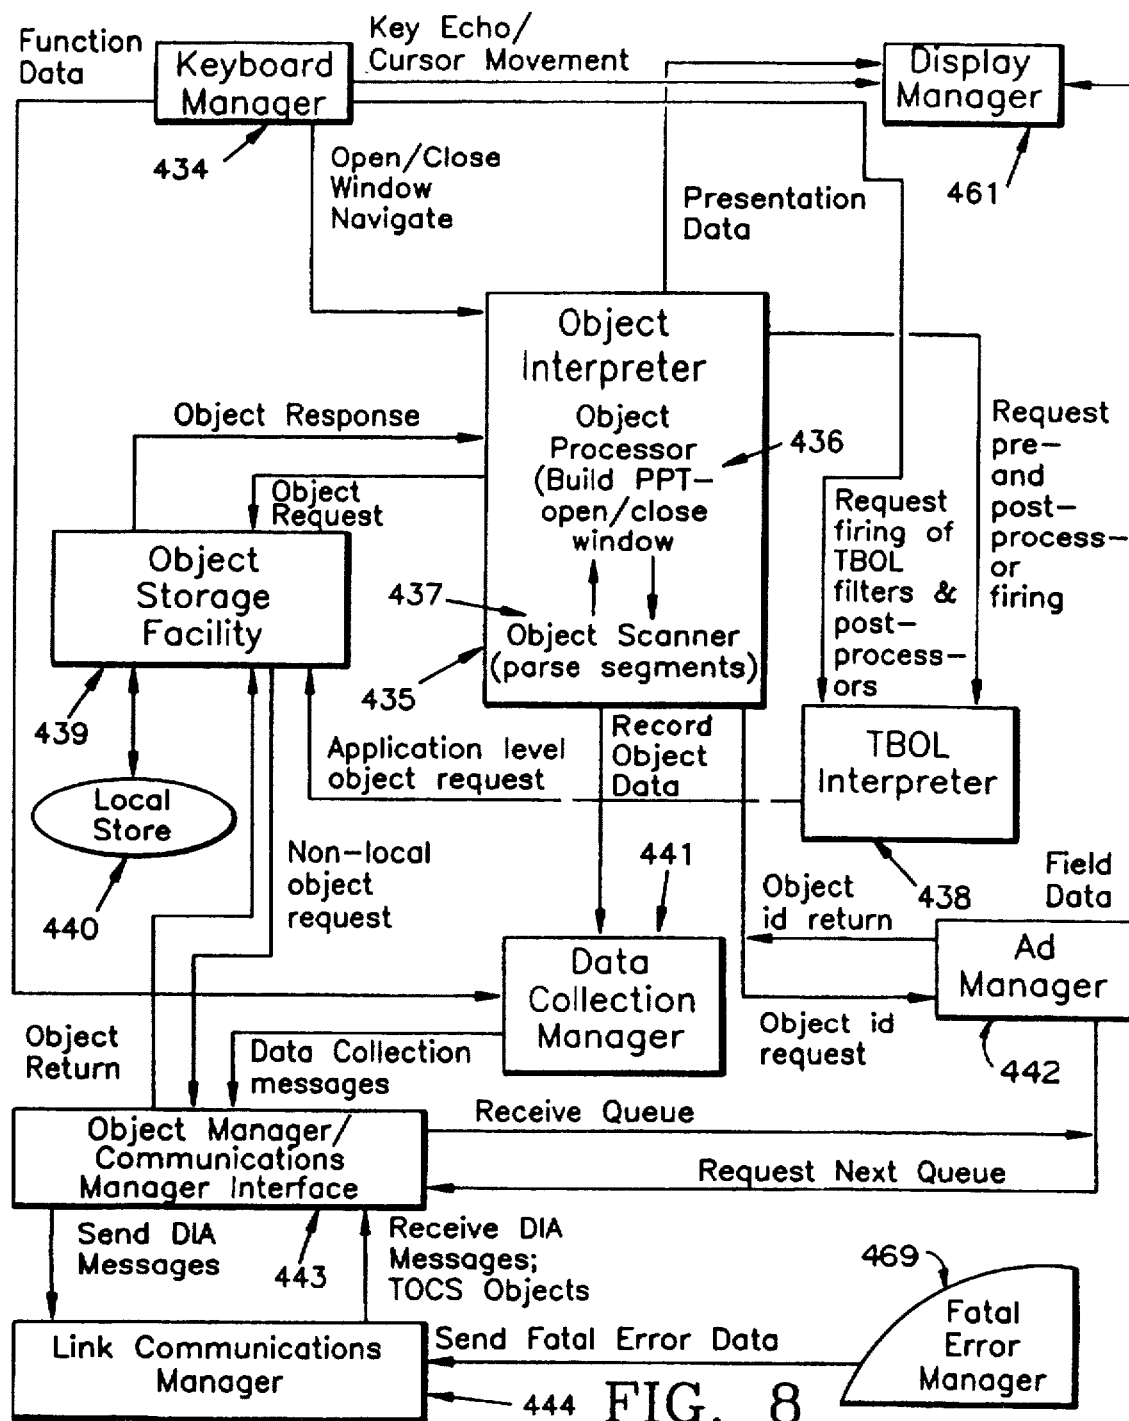 Function
Data
Keyboard
Manager
434
Key Echo/
Cursor Movement
Display
Manager
461
Open/Close
Window
Navigate
Presentation
Data
Object
Interpreter
Object
Processor
(Build PPT-
open/close
window
436
437
Object Scanner
(parse segments)
435
Object Response
Object
Request
Object
Storage
Facility
439
Local
Store
440
Request
firing of
TBOL
filters &
post-
process-
ors
Request
pre-
and
post-
process-
or
firing
TBOL
Interpreter
438
Application level
object request
Record
Object
Data
Non-local
object
request
441
Data
Collection
Manager
Object
id return
Field
Data
Ad
Manager
442
Object id
request
Object
Return
Data Collection
messages
Object Manager/
Communications
Manager Interface
443
Receive Queue
Request Next Queue
Send DIA
Messages
Receive DIA
Messages;
TOCS Objects
Link Communications
Manager
444
Send Fatal Error Data
469
Fatal
Error
Manager
FIG. 8